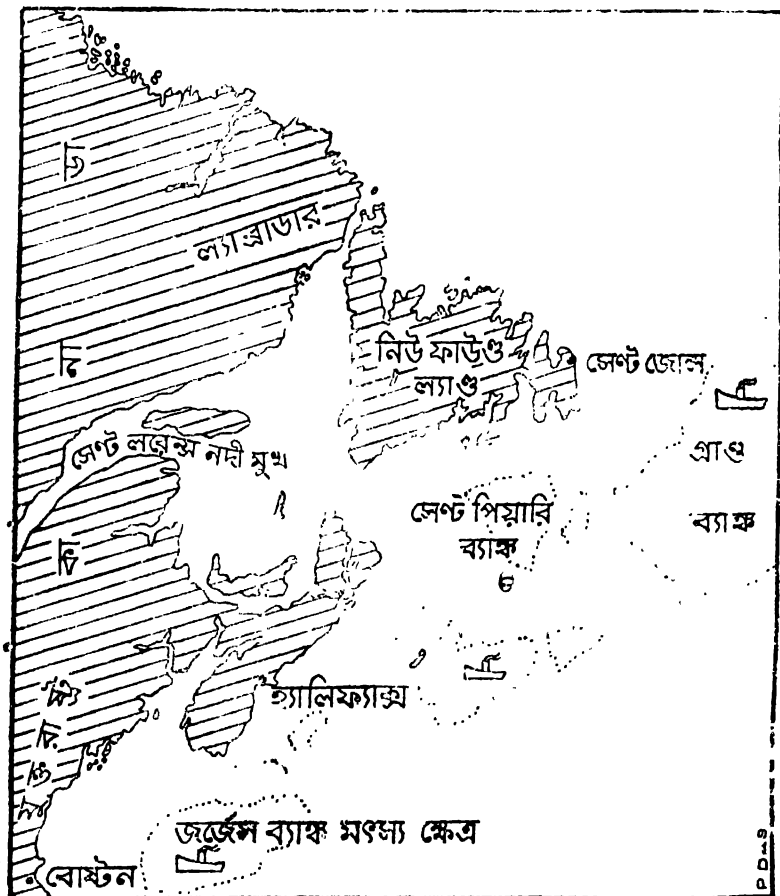 ল্যাব্রাডার
নিউ ফাউণ্ড
ল্যাণ্ড
সেণ্ট জোন্স
গ্রাণ্ড
ব্যাঙ্ক
সেণ্ট লরেন্স নদী মুখ
সেণ্ট পিয়ারি
ব্যাঙ্ক
হ্যালিফ্যাক্স
জর্জেস ব্যাঙ্ক মৎস্য ক্ষেত্র
বোষ্টন